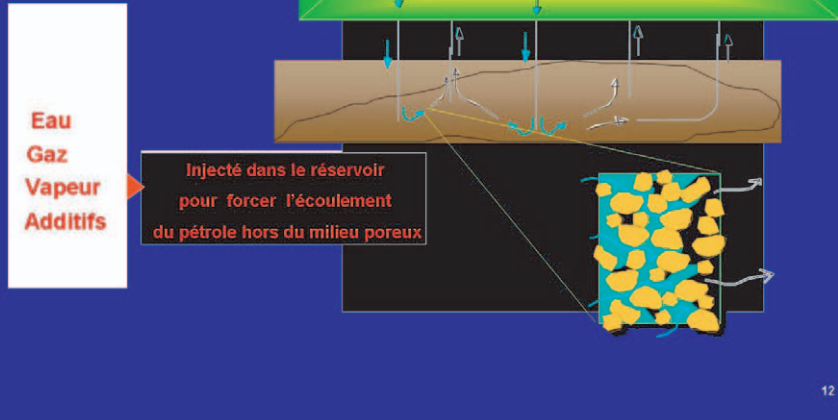 Eau
Gaz
Vapeur
Additifs
Injecté dans le réservoir
pour forcer l'écoulement
du pétrole hors du milieu poreux
12